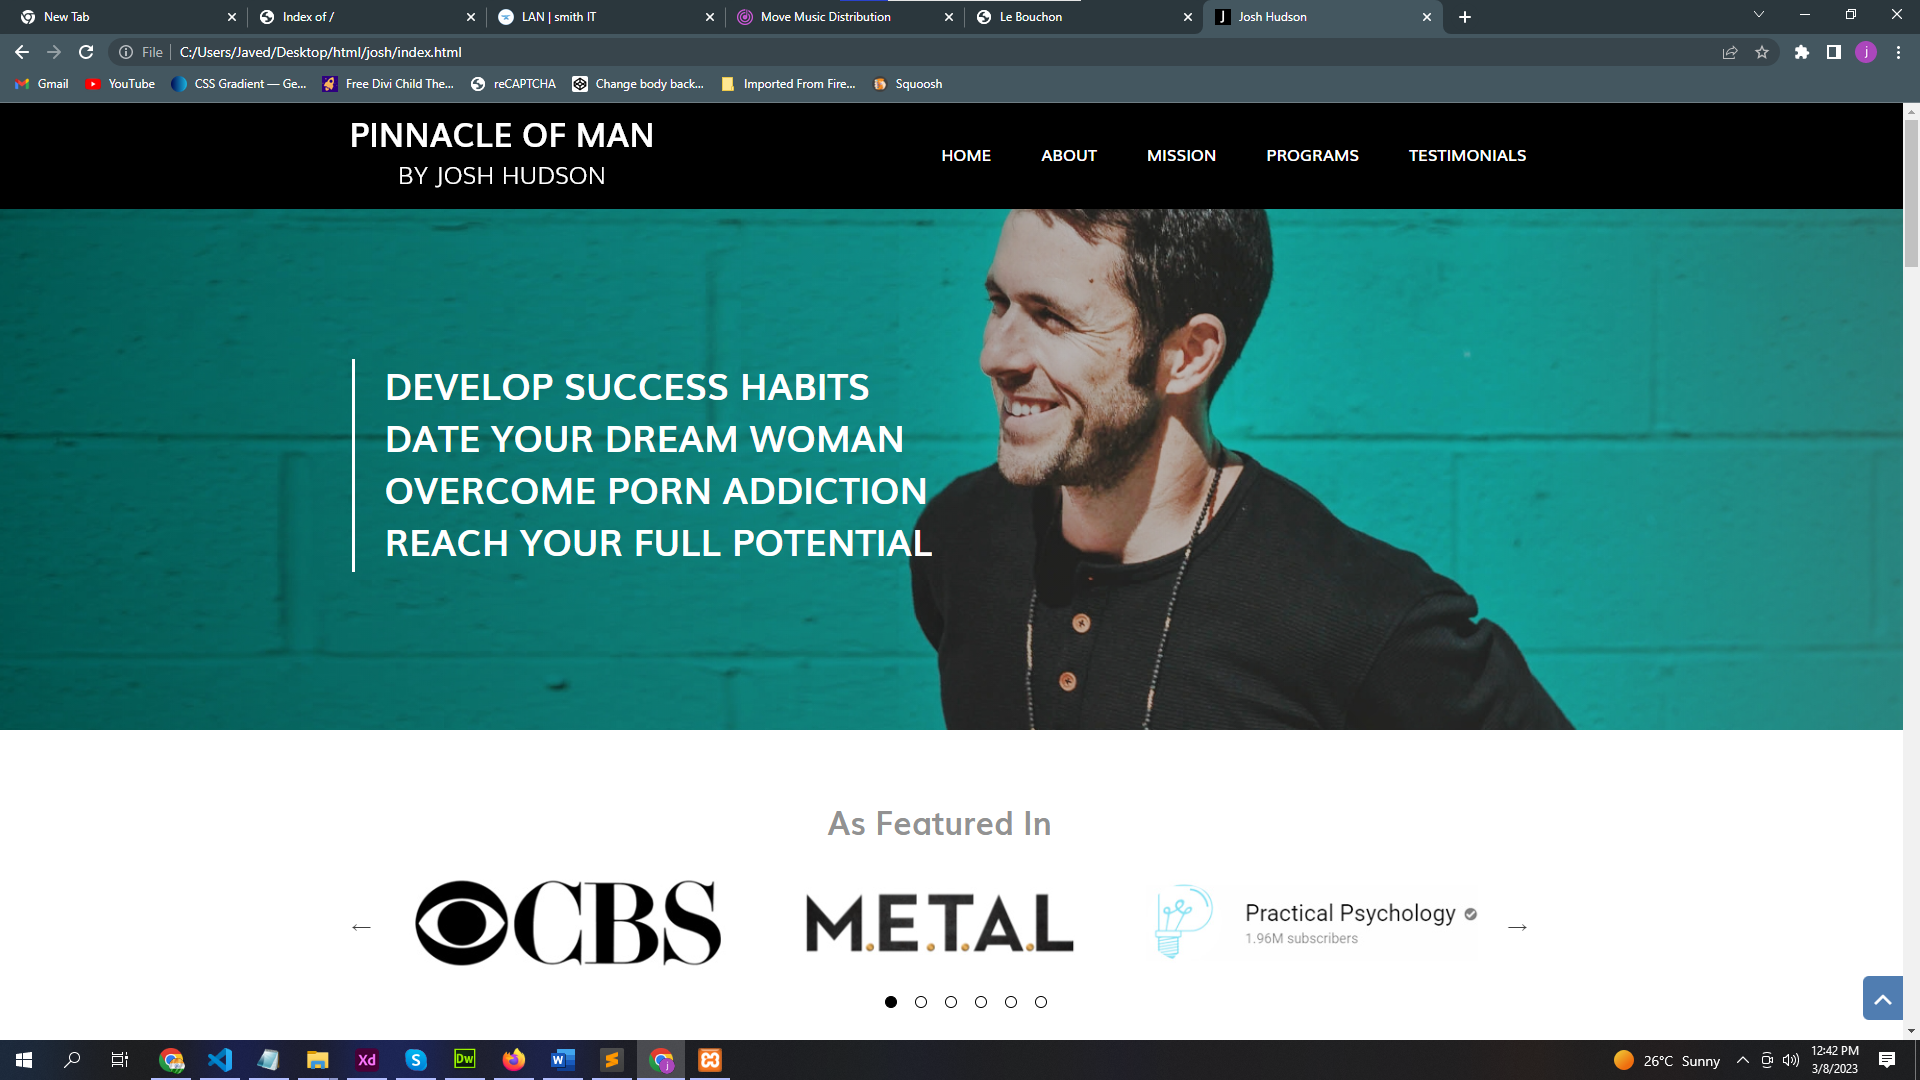 New Tab
Index of /
LAN | smith IT
Move Music Distribution
Le Bouchon
Josh Hudson
File
C:/Users/Javed/Desktop/html/josh/index.html
j
Gmail
YouTube
CSS Gradient — Ge...
Free Divi Child The...
reCAPTCHA
Change body back...
Imported From Fire...
Squoosh
PINNACLE OF MAN
BY JOSH HUDSON
HOME
ABOUT
MISSION
PROGRAMS
TESTIMONIALS
DEVELOP SUCCESS HABITS
DATE YOUR DREAM WOMAN
OVERCOME PORN ADDICTION
REACH YOUR FULL POTENTIAL
As Featured In
CBS
M.E.T.A.L
Practical Psychology
1.96M subscribers
Xd
Dw
26°C Sunny
12:42 PM
3/8/2023